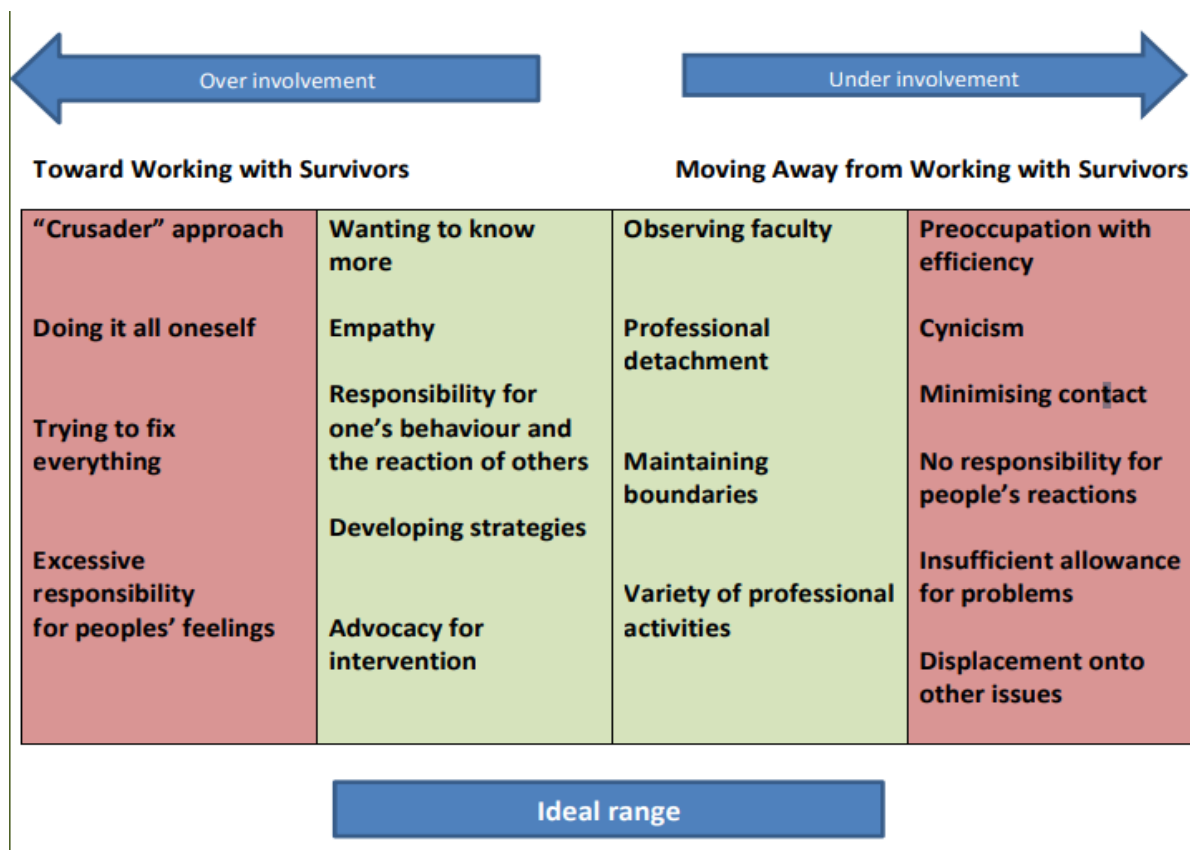 Over involvement
Under involvement
Toward Working with Survivors
Moving Away from Working with Survivors
“Crusader” approach
Doing it all oneself
Trying to fix
everything
Excessive
responsibility
for peoples’ feelings
Wanting to know
more
Empathy
Responsibility for
one’s behaviour and
the reaction of others
Developing strategies
Advocacy for
intervention
Observing faculty
Professional
detachment
Maintaining
boundaries
Variety of professional
activities
Preoccupation with
efficiency
Cynicism
Minimising contact
No responsibility for
people’s reactions
Insufficient allowance
for problems
Displacement onto
other issues
Ideal range